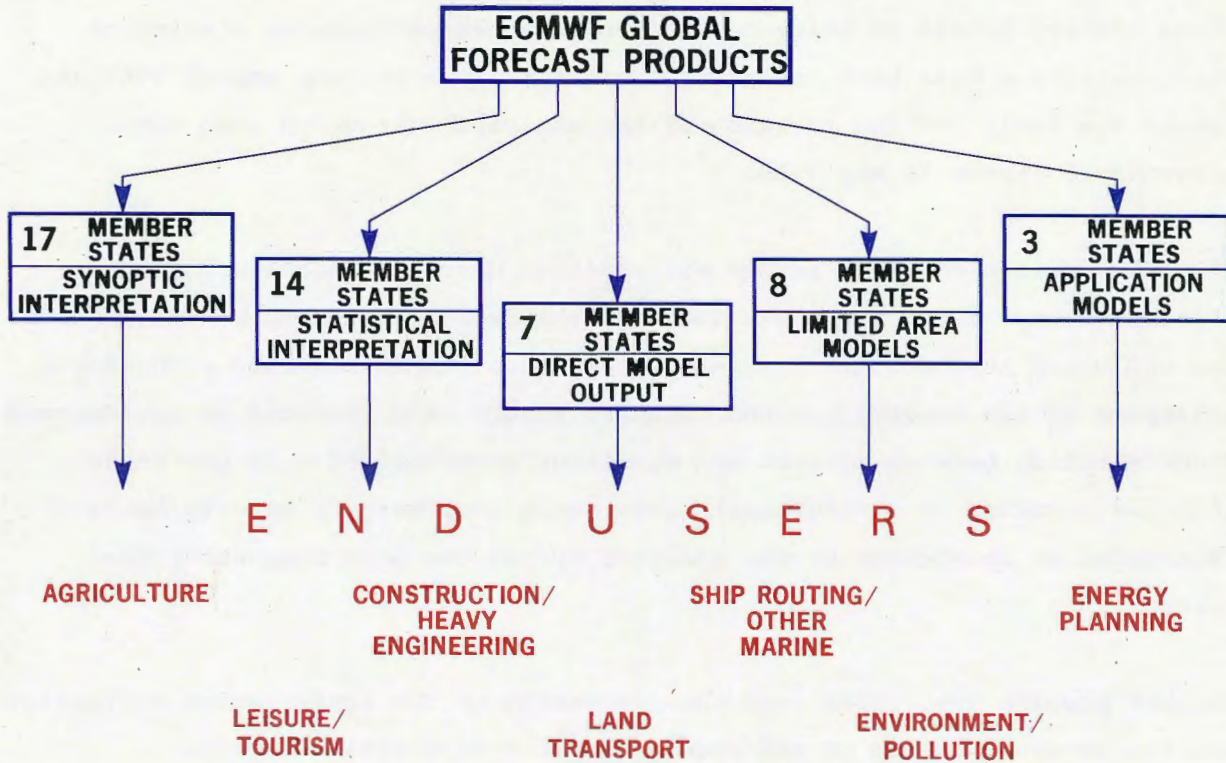 ECMWF GLOBAL
FORECAST PRODUCTS
17 MEMBER
STATES
SYNOPTIC
INTERPRETATION
14 MEMBER
STATES
STATISTICAL
INTERPRETATION
7 MEMBER
STATES
DIRECT MODEL
OUTPUT
8 MEMBER
STATES
LIMITED AREA
MODELS
3 MEMBER
STATES
APPLICATION
MODELS
E N D U S E R S
AGRICULTURE
CONSTRUCTION/
HEAVY
ENGINEERING
SHIP ROUTING/
OTHER
MARINE
ENERGY
PLANNING
LEISURE/
TOURISM
LAND
TRANSPORT
ENVIRONMENT/
POLLUTION